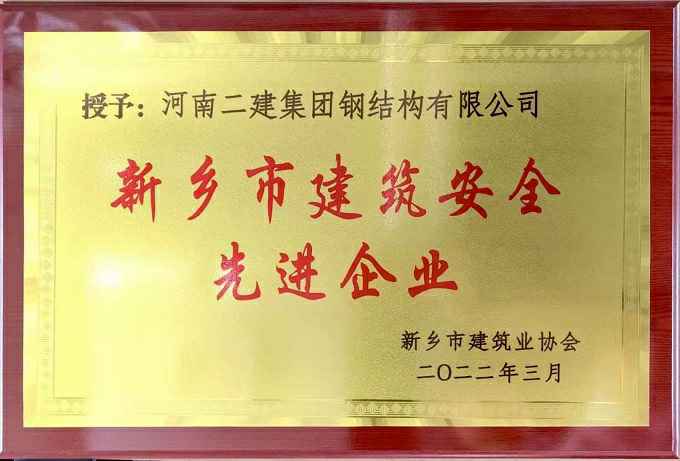 授予：河南二建集团钢结构有限公司
新乡市建筑安全
先进企业
新乡市建筑业协会
二〇二二年三月